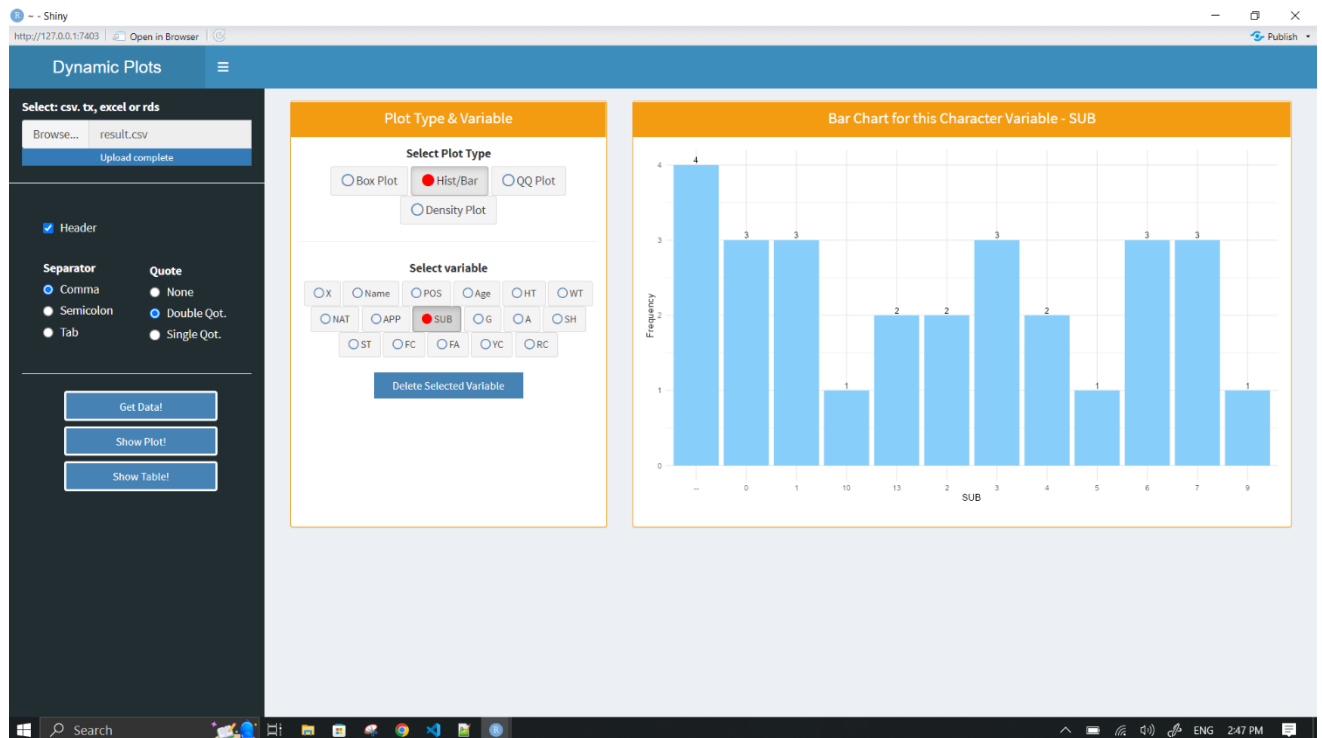 ~ - Shiny
http://127.0.0.1:7403 Open in Browser Publish
Dynamic Plots
Select: csv. tx, excel or rds
Browse... result.csv
Upload complete
Header
Separator Quote
Comma None
Semicolon Double Qot.
Tab Single Qot.
Get Data!
Show Plot!
Show Table!
Plot Type & Variable
Select Plot Type
Box Plot Hist/Bar QQ Plot
Density Plot
Select variable
X Name POS Age HT WT
NAT APP SUB G A SH
ST FC FA YC RC
Delete Selected Variable
Bar Chart for this Character Variable - SUB
4 3 3 1 2 2 3 2 1 3 3 1
4
3
2
1
0
Frequency
-- 0 1 10 13 2 3 4 5 6 7 9
SUB
Search ENG 2:47 PM